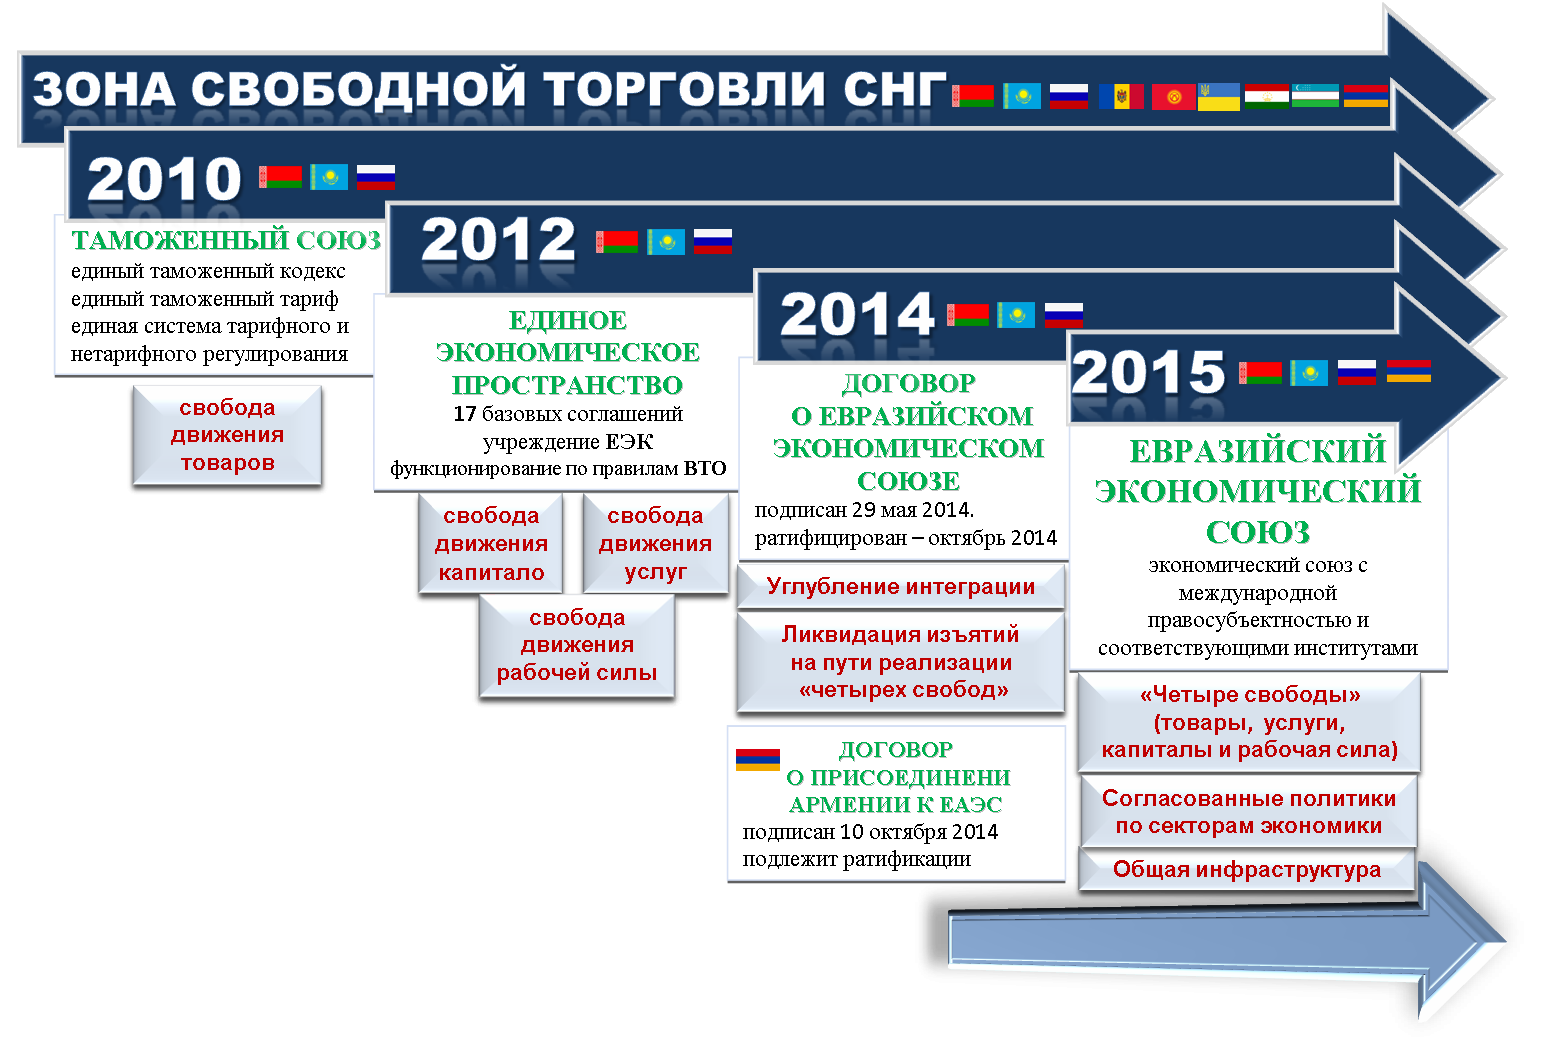 ЗОНА СВОБОДНОЙ ТОРГОВЛИ СНГ
2010
ТАМОЖЕННЫЙ СОЮЗ
единый таможенный кодекс
единый таможенный тариф
единая система тарифного и
нетарифного регулирования
свобода
движения
товаров
2012
ЕДИНОЕ
ЭКОНОМИЧЕСКОЕ
ПРОСТРАНСТВО
17 базовых соглашений
учреждение ЕЭК
функционирование по правилам ВТО
свобода
движения
капитало
свобода
движения
услуг
свобода
движения
рабочей силы
2014
ДОГОВОР
О ЕВРАЗИЙСКОМ
ЭКОНОМИЧЕСКОМ
СОЮЗЕ
подписан 29 мая 2014.
ратифицирован – октябрь 2014
Углубление интеграции
Ликвидация изъятий
на пути реализации
«четырех свобод»
ДОГОВОР
О ПРИСОЕДИНЕНИ
АРМЕНИИ К ЕАЭС
подписан 10 октября 2014
подлежит ратификации
2015
ЕВРАЗИЙСКИЙ
ЭКОНОМИЧЕСКИЙ
СОЮЗ
экономический союз с
международной
правосубъектностью и
соответствующими институтами
«Четыре свободы»
(товары, услуги,
капиталы и рабочая сила)
Согласованные политики
по секторам экономики
Общая инфраструктура